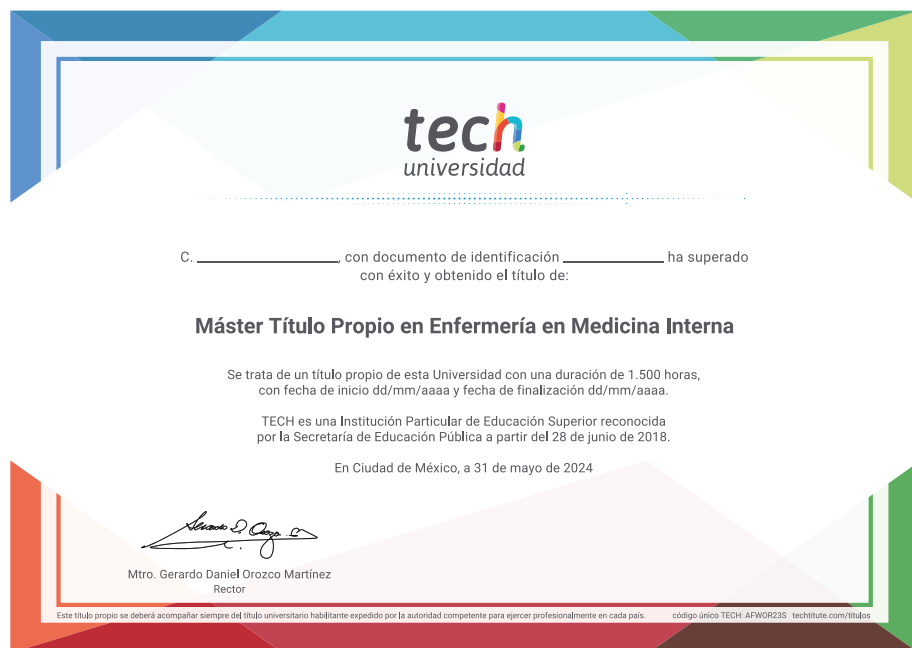 tech
universidad
C. ____________, con documento de identificación ____________ ha superado
con éxito y obtenido el título de:
Máster Título Propio en Enfermería en Medicina Interna
Se trata de un título propio de esta Universidad con una duración de 1.500 horas,
con fecha de inicio dd/mm/aaaa y fecha de finalización dd/mm/aaaa.
TECH es una Institución Particular de Educación Superior reconocida
por la Secretaría de Educación Pública a partir del 28 de junio de 2018.
En Ciudad de México, a 31 de mayo de 2024
Mtro. Gerardo Daniel Orozco Martínez
Rector
Este título propio se deberá acompañar siempre del título universitario habilitante expedido por la autoridad competente para ejercer profesionalmente en cada país. código único TECH: AFWOR23S techtitute.com/titulos